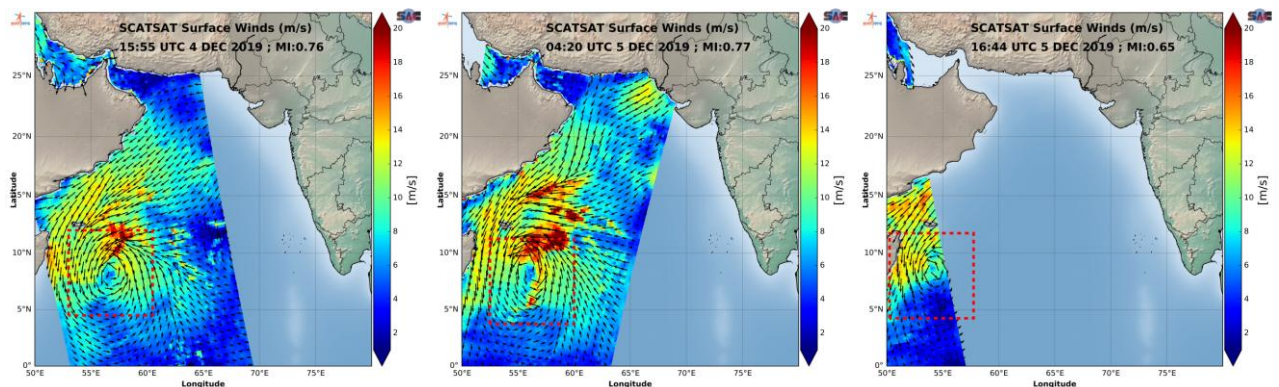 SCATSAT Surface Winds (m/s)
15:55 UTC 4 DEC 2019 ; MI:0.76
25°N
20°N
15°N
10°N
5°N
0°
50°E
55°E
60°E
65°E
70°E
75°E
Latitude
Longitude
20
18
16
14
12
10
8
6
4
2
[m/s]
SCATSAT Surface Winds (m/s)
04:20 UTC 5 DEC 2019 ; MI:0.77
25°N
20°N
15°N
10°N
5°N
0°
50°E
55°E
60°E
65°E
70°E
75°E
Latitude
Longitude
20
18
16
14
12
10
8
6
4
2
[m/s]
SCATSAT Surface Winds (m/s)
16:44 UTC 5 DEC 2019 ; MI:0.65
25°N
20°N
15°N
10°N
5°N
0°
50°E
55°E
60°E
65°E
70°E
75°E
Latitude
Longitude
20
18
16
14
12
10
8
6
4
2
[m/s]